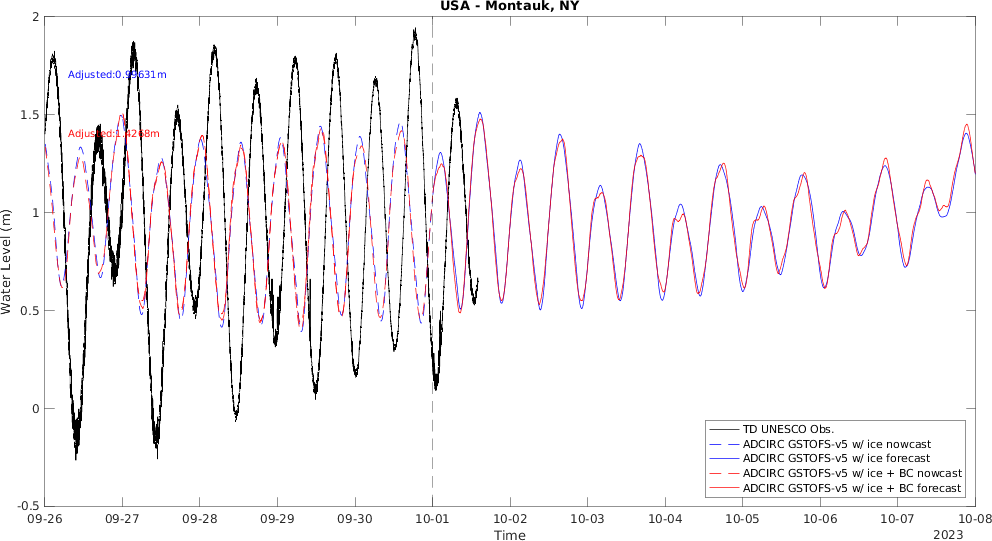 USA - Montauk, NY
2
1.5
1
0.5
0
-0.5
Water Level (m)
Adjusted:0.99631m
Adjusted:1.4268m
TD UNESCO Obs.
ADCIRC GSTOFS-v5 w/ ice nowcast
ADCIRC GSTOFS-v5 w/ ice forecast
ADCIRC GSTOFS-v5 w/ ice + BC nowcast
ADCIRC GSTOFS-v5 w/ ice + BC forecast
09-26 09-27 09-28 09-29 09-30 10-01 10-02 10-03 10-04 10-05 10-06 10-07 10-08
Time
2023